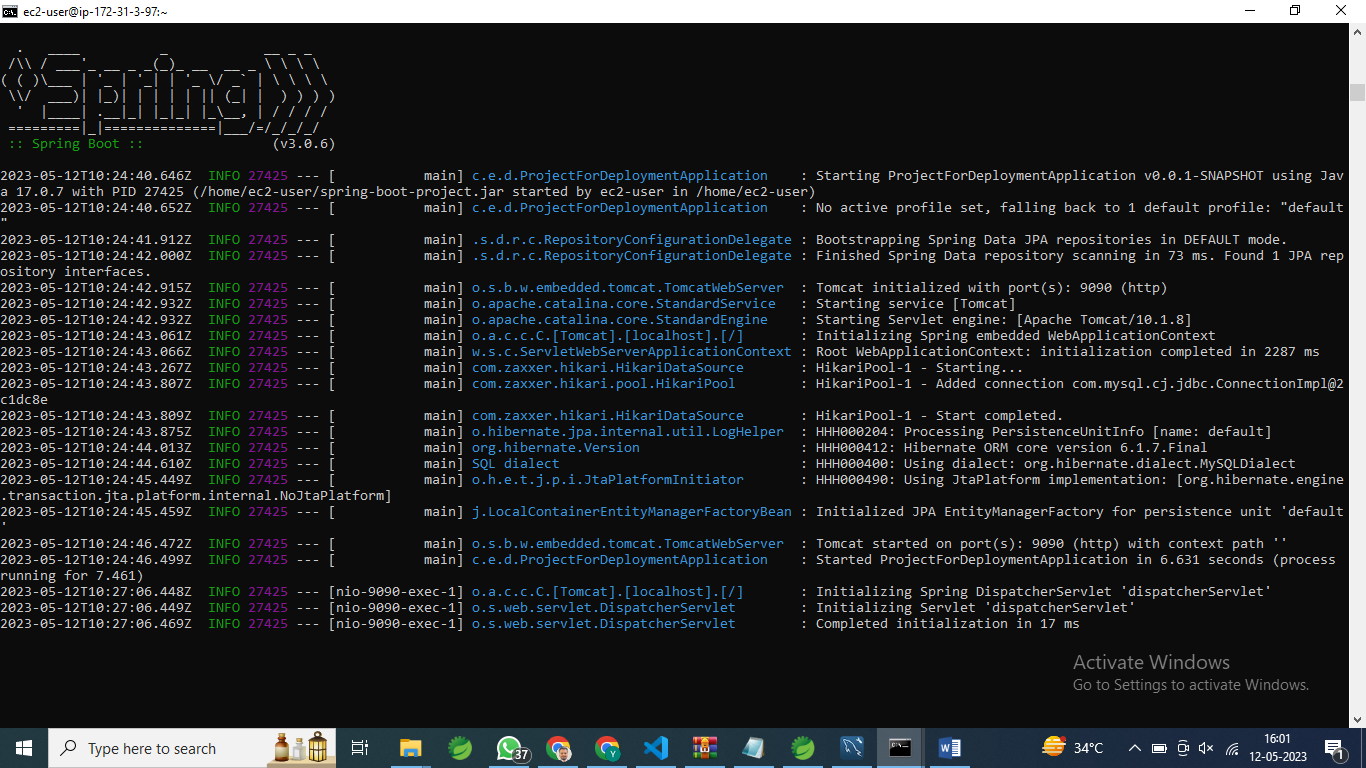 ec2-user@ip-172-31-3-97:~
  .   ____          _            __ _ _
 /\\ / ___'_ __ _ _(_)_ __  __ _ \ \ \ \
( ( )\___ | '_ | '_| | '_ \/ _` | \ \ \ \
 \\/  ___)| |_)| | | | | || (_| |  ) ) ) )
  '  |____| .__|_| |_|_| |_\__, | / / / /
 =========|_|==============|___/=/_/_/_/
 :: Spring Boot ::                (v3.0.6)
2023-05-12T10:24:40.646Z  INFO 27425 --- [           main] c.e.d.ProjectForDeploymentApplication    : Starting ProjectForDeploymentApplication v0.0.1-SNAPSHOT using Jav
a 17.0.7 with PID 27425 (/home/ec2-user/spring-boot-project.jar started by ec2-user in /home/ec2-user)
2023-05-12T10:24:40.652Z  INFO 27425 --- [           main] c.e.d.ProjectForDeploymentApplication    : No active profile set, falling back to 1 default profile: "default
"
2023-05-12T10:24:41.912Z  INFO 27425 --- [           main] .s.d.r.c.RepositoryConfigurationDelegate : Bootstrapping Spring Data JPA repositories in DEFAULT mode.
2023-05-12T10:24:42.000Z  INFO 27425 --- [           main] .s.d.r.c.RepositoryConfigurationDelegate : Finished Spring Data repository scanning in 73 ms. Found 1 JPA rep
ository interfaces.
2023-05-12T10:24:42.915Z  INFO 27425 --- [           main] o.s.b.w.embedded.tomcat.TomcatWebServer  : Tomcat initialized with port(s): 9090 (http)
2023-05-12T10:24:42.932Z  INFO 27425 --- [           main] o.apache.catalina.core.StandardService   : Starting service [Tomcat]
2023-05-12T10:24:42.932Z  INFO 27425 --- [           main] o.apache.catalina.core.StandardEngine    : Starting Servlet engine: [Apache Tomcat/10.1.8]
2023-05-12T10:24:43.061Z  INFO 27425 --- [           main] o.a.c.c.C.[Tomcat].[localhost].[/]       : Initializing Spring embedded WebApplicationContext
2023-05-12T10:24:43.066Z  INFO 27425 --- [           main] w.s.c.ServletWebServerApplicationContext : Root WebApplicationContext: initialization completed in 2287 ms
2023-05-12T10:24:43.267Z  INFO 27425 --- [           main] com.zaxxer.hikari.HikariDataSource       : HikariPool-1 - Starting...
2023-05-12T10:24:43.807Z  INFO 27425 --- [           main] com.zaxxer.hikari.pool.HikariPool        : HikariPool-1 - Added connection com.mysql.cj.jdbc.ConnectionImpl@2
c1dc8e
2023-05-12T10:24:43.809Z  INFO 27425 --- [           main] com.zaxxer.hikari.HikariDataSource       : HikariPool-1 - Start completed.
2023-05-12T10:24:43.875Z  INFO 27425 --- [           main] o.hibernate.jpa.internal.util.LogHelper  : HHH000204: Processing PersistenceUnitInfo [name: default]
2023-05-12T10:24:44.013Z  INFO 27425 --- [           main] org.hibernate.Version                    : HHH000412: Hibernate ORM core version 6.1.7.Final
2023-05-12T10:24:44.610Z  INFO 27425 --- [           main] SQL dialect                              : HHH000400: Using dialect: org.hibernate.dialect.MySQLDialect
2023-05-12T10:24:45.449Z  INFO 27425 --- [           main] o.h.e.t.j.p.i.JtaPlatformInitiator       : HHH000490: Using JtaPlatform implementation: [org.hibernate.engine
.transaction.jta.platform.internal.NoJtaPlatform]
2023-05-12T10:24:45.459Z  INFO 27425 --- [           main] j.LocalContainerEntityManagerFactoryBean : Initialized JPA EntityManagerFactory for persistence unit 'default
'
2023-05-12T10:24:46.472Z  INFO 27425 --- [           main] o.s.b.w.embedded.tomcat.TomcatWebServer  : Tomcat started on port(s): 9090 (http) with context path ''
2023-05-12T10:24:46.499Z  INFO 27425 --- [           main] c.e.d.ProjectForDeploymentApplication    : Started ProjectForDeploymentApplication in 6.631 seconds (process
running for 7.461)
2023-05-12T10:27:06.448Z  INFO 27425 --- [nio-9090-exec-1] o.a.c.c.C.[Tomcat].[localhost].[/]       : Initializing Spring DispatcherServlet 'dispatcherServlet'
2023-05-12T10:27:06.449Z  INFO 27425 --- [nio-9090-exec-1] o.s.web.servlet.DispatcherServlet        : Initializing Servlet 'dispatcherServlet'
2023-05-12T10:27:06.469Z  INFO 27425 --- [nio-9090-exec-1] o.s.web.servlet.DispatcherServlet        : Completed initialization in 17 ms
Activate Windows
Go to Settings to activate Windows.
Type here to search
37
Y
W
34°C
16:01
12-05-2023
1